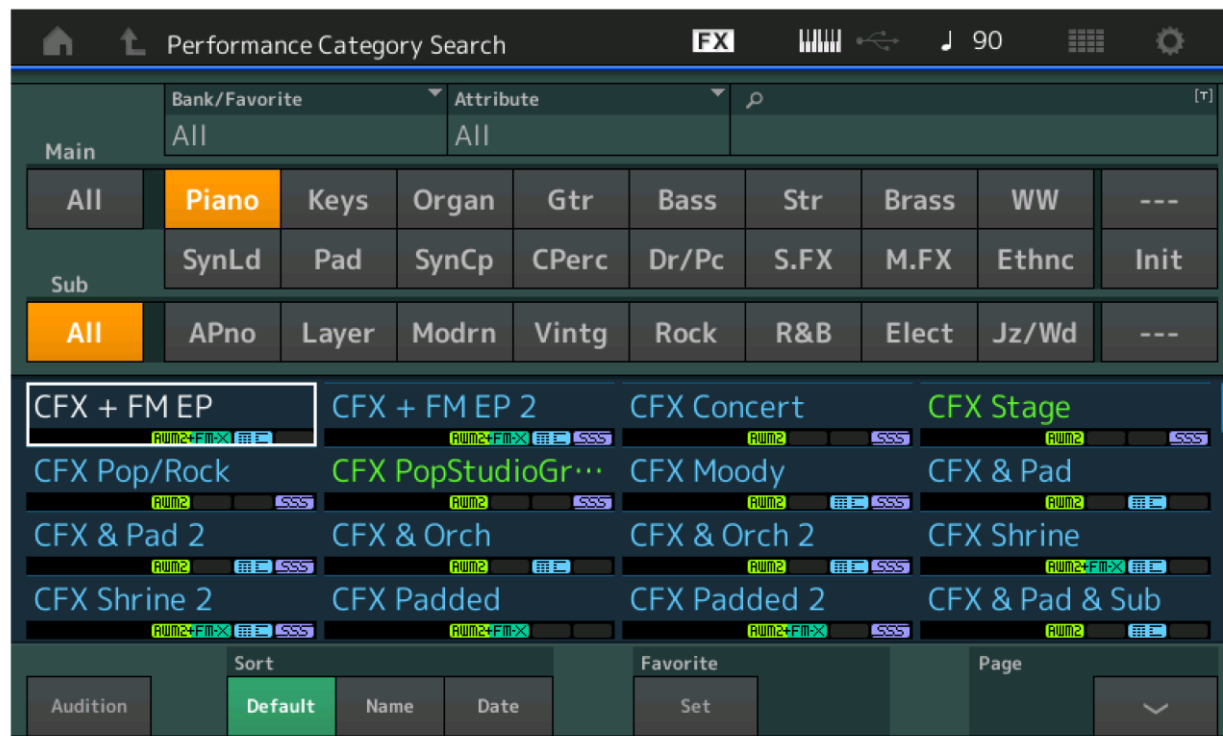 Performance Category Search FX 90
Bank/Favorite Attribute [T]
All All
Main
All Piano Keys Organ Gtr Bass Str Brass WW ---
SynLd Pad SynCp CPerc Dr/Pc S.FX M.FX Ethnc Init
Sub
All APno Layer Modrn Vintg Rock R&B Elect Jz/Wd ---
CFX + FM EP CFX + FM EP 2 CFX Concert CFX Stage
AWM2+FM-X AWM2+FM-X SSS AWM2 SSS AWM2 SSS
CFX Pop/Rock CFX PopStudioGr··· CFX Moody CFX & Pad
AWM2 SSS AWM2 SSS AWM2 SSS AWM2
CFX & Pad 2 CFX & Orch CFX & Orch 2 CFX Shrine
AWM2 SSS AWM2 AWM2 SSS AWM2+FM-X
CFX Shrine 2 CFX Padded CFX Padded 2 CFX & Pad & Sub
AWM2+FM-X SSS AWM2+FM-X AWM2+FM-X SSS AWM2
Sort Favorite Page
Audition Default Name Date Set